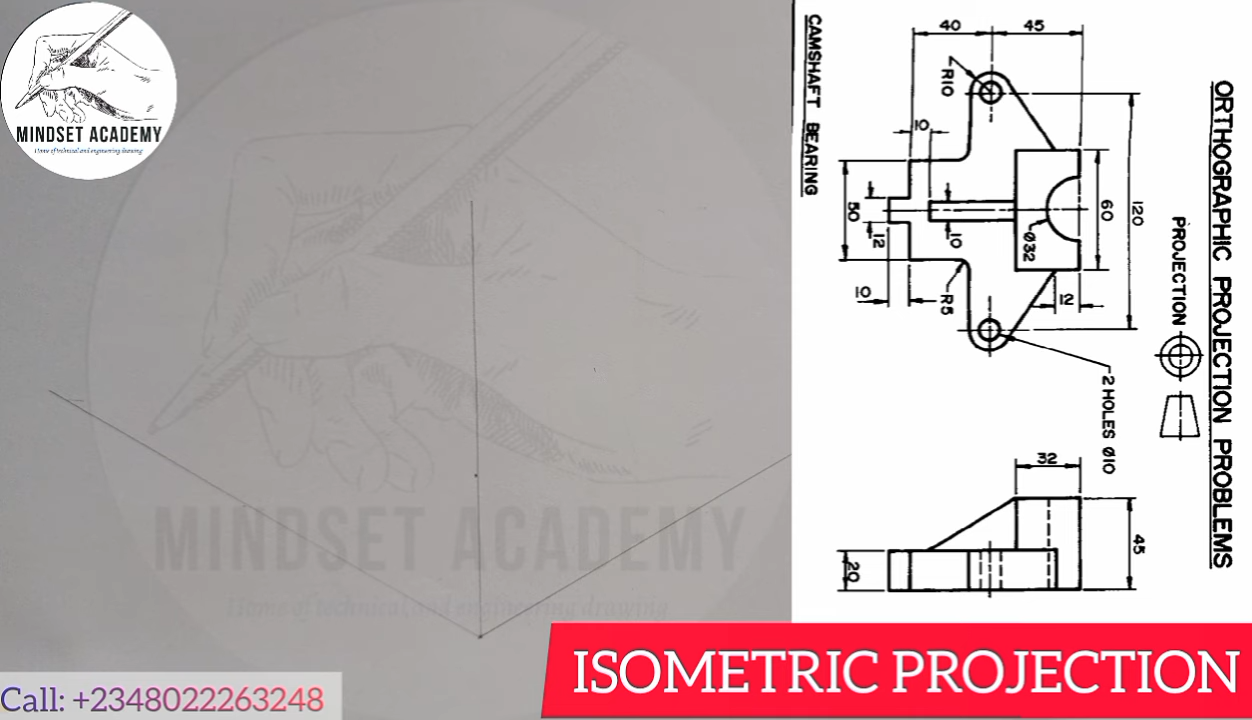 MINDSET ACADEMY
Home of technical and engineering drawing
MINDSET ACADEMY
Home of technical and engineering drawing
Call: +2348022263248
ORTHOGRAPHIC PROJECTION PROBLEMS
PROJECTION
CAMSHAFT BEARING
40
45
R10
10
120
60
50
12
10
Ø32
12
10
R5
2 HOLES Ø10
32
45
20
ISOMETRIC PROJECTION